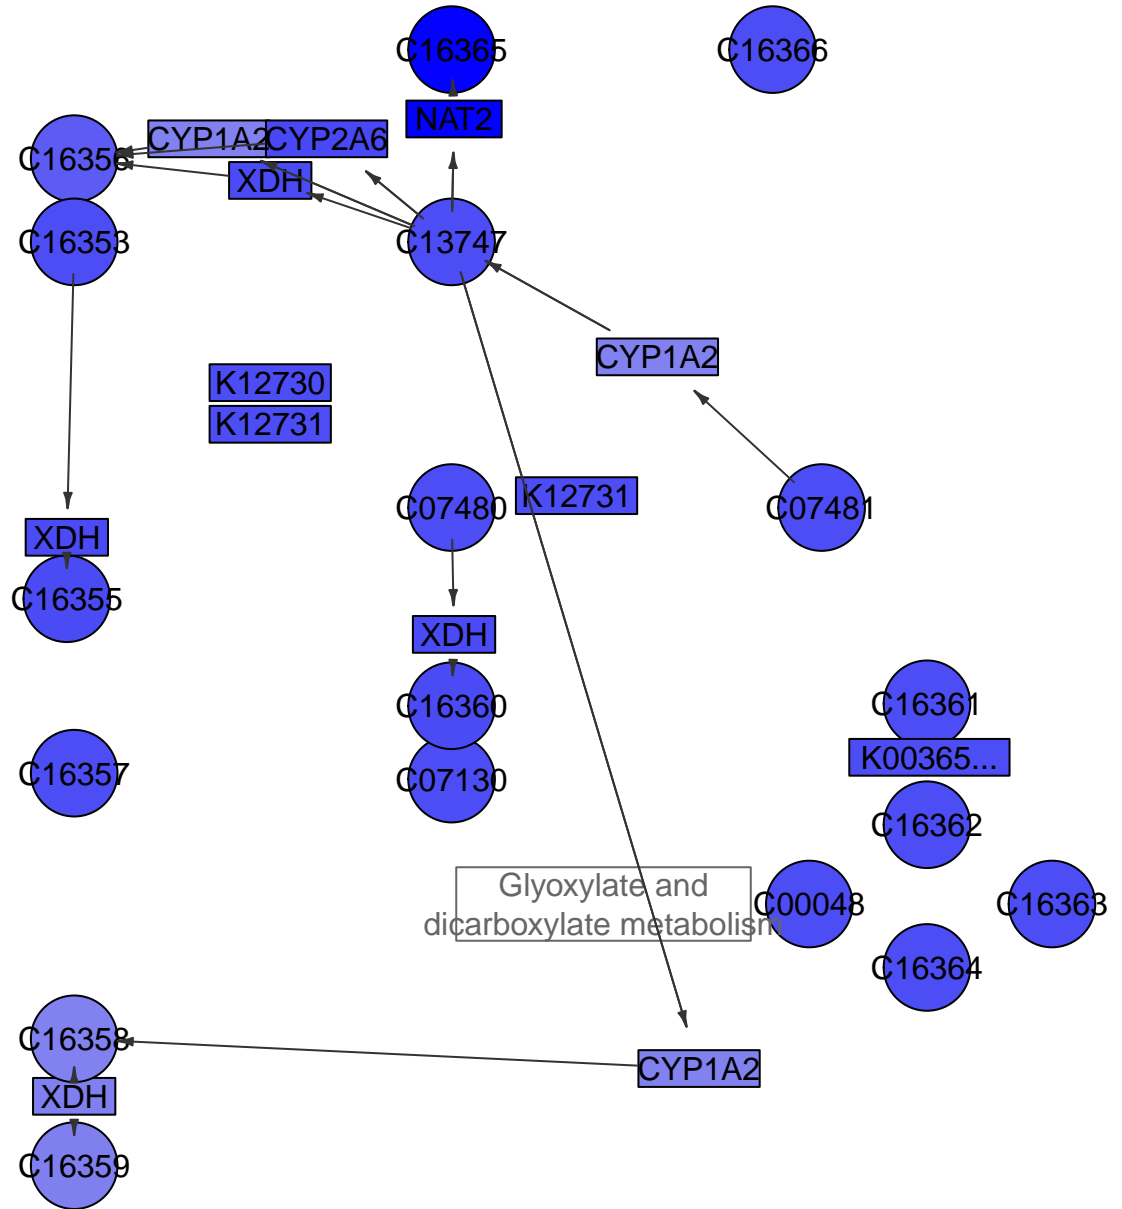 C16365
C16366
NAT2
CYP1A2
CYP2A6
C16356
XDH
C16353
C13747
CYP1A2
K12730
K12731
K12731
C07480
C07481
XDH
C16355
XDH
C16360
C16361
K00365...
C16357
C07130
C16362
Glyoxylate and
dicarboxylate metabolism
C00048
C16363
C16364
C16358
CYP1A2
XDH
C16359